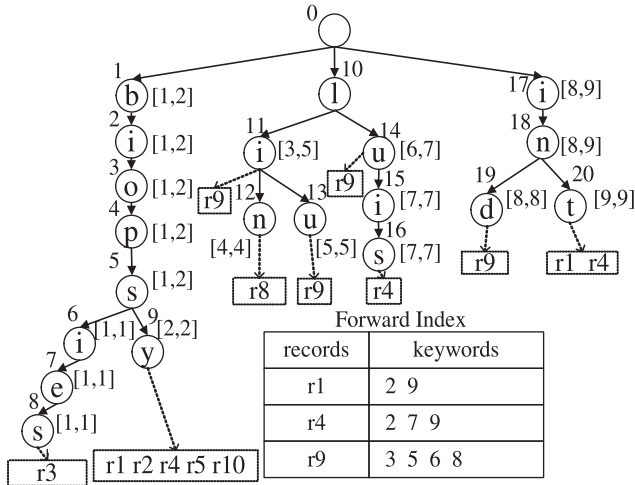 0
1 10 17
b [1,2] l i [8,9]
2 11 14 18
i [1,2] i [3,5] u [6,7] n [8,9]
3 12 13 15 19 20
o [1,2] r9 r9 i [7,7] d [8,8] t [9,9]
4 16
p [1,2] n [4,4] u [5,5] s [7,7]
5
s [1,2] r8 r9 r4 r9 r1 r4
6 9
i [1,1] y [2,2]
7
e [1,1]
8
s [1,1]
r3 r1 r2 r4 r5 r10
Forward Index
records keywords
r1 2 9
r4 2 7 9
r9 3 5 6 8